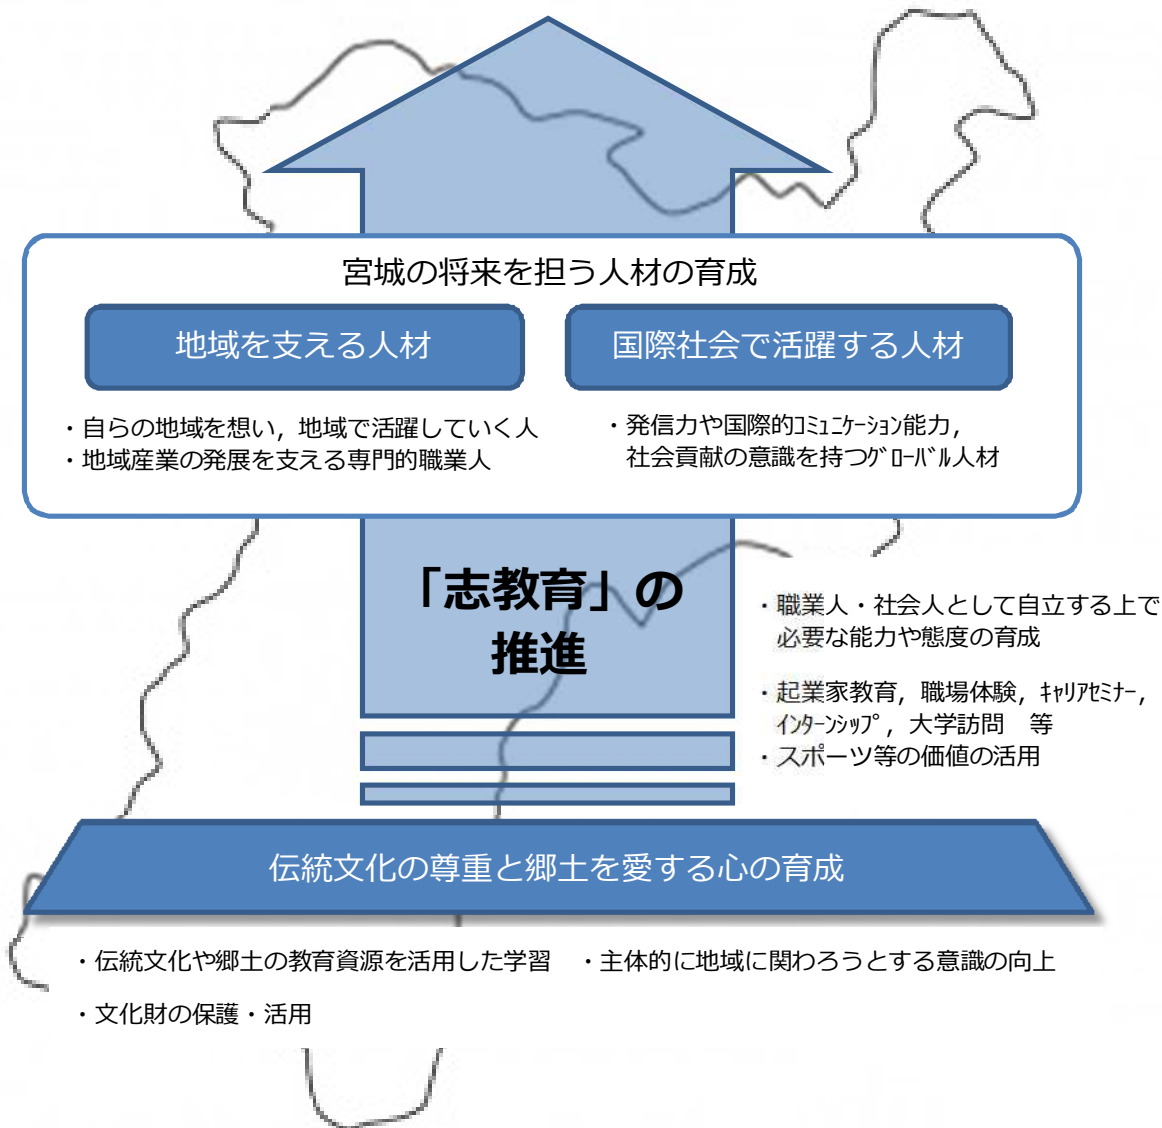 宮城の将来を担う人材の育成
地域を支える人材
国際社会で活躍する人材
・自らの地域を想い，地域で活躍していく人
・地域産業の発展を支える専門的職業人
・発信力や国際的ｺﾐｭﾆｹｰｼｮﾝ能力，
社会貢献の意識を持つｸﾞﾛｰﾊﾞﾙ人材
「志教育」の
推進
・職業人・社会人として自立する上で
必要な能力や態度の育成
・起業家教育，職場体験，ｷｬﾘｱｾﾐﾅｰ，
ｲﾝﾀｰﾝｼｯﾌﾟ，大学訪問　等
・スポーツ等の価値の活用
伝統文化の尊重と郷土を愛する心の育成
・伝統文化や郷土の教育資源を活用した学習　・主体的に地域に関わろうとする意識の向上
・文化財の保護・活用